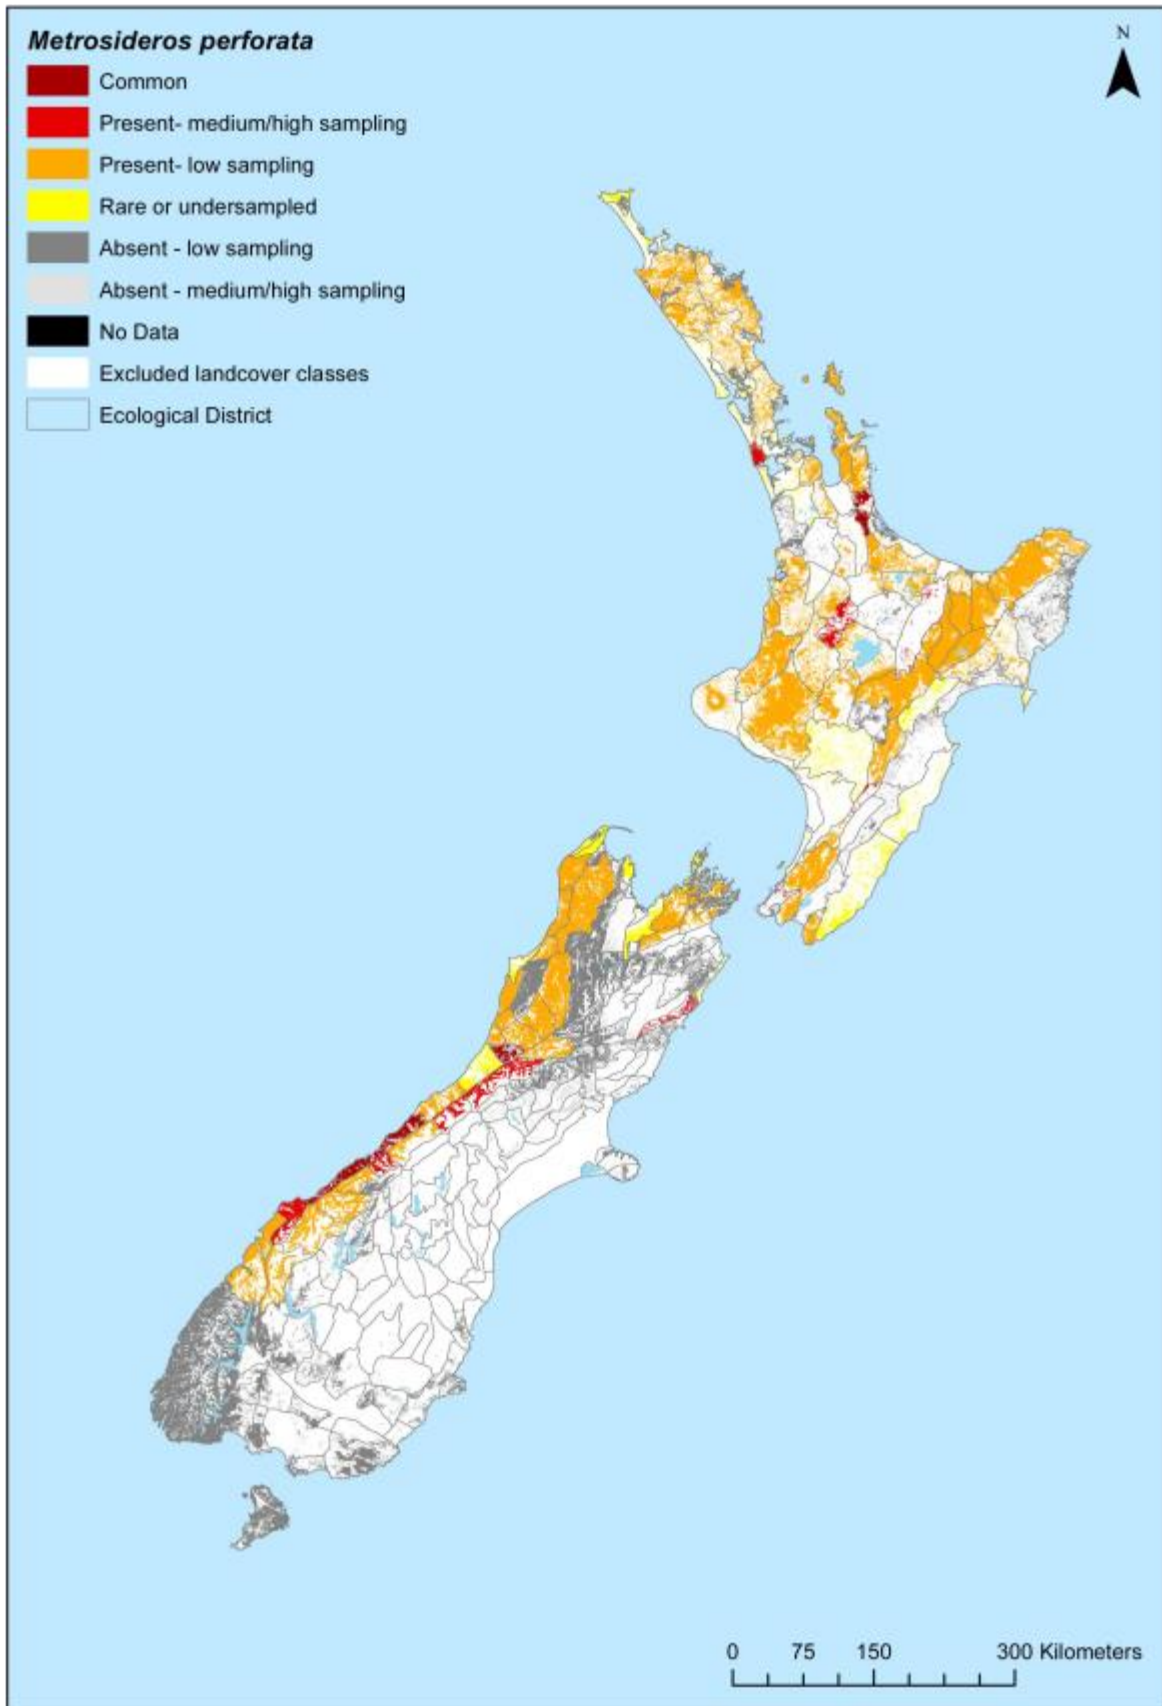 Metrosideros perforata
Common
Present- medium/high sampling
Present- low sampling
Rare or undersampled
Absent - low sampling
Absent - medium/high sampling
No Data
Excluded landcover classes
Ecological District
N
0 75 150 300 Kilometers